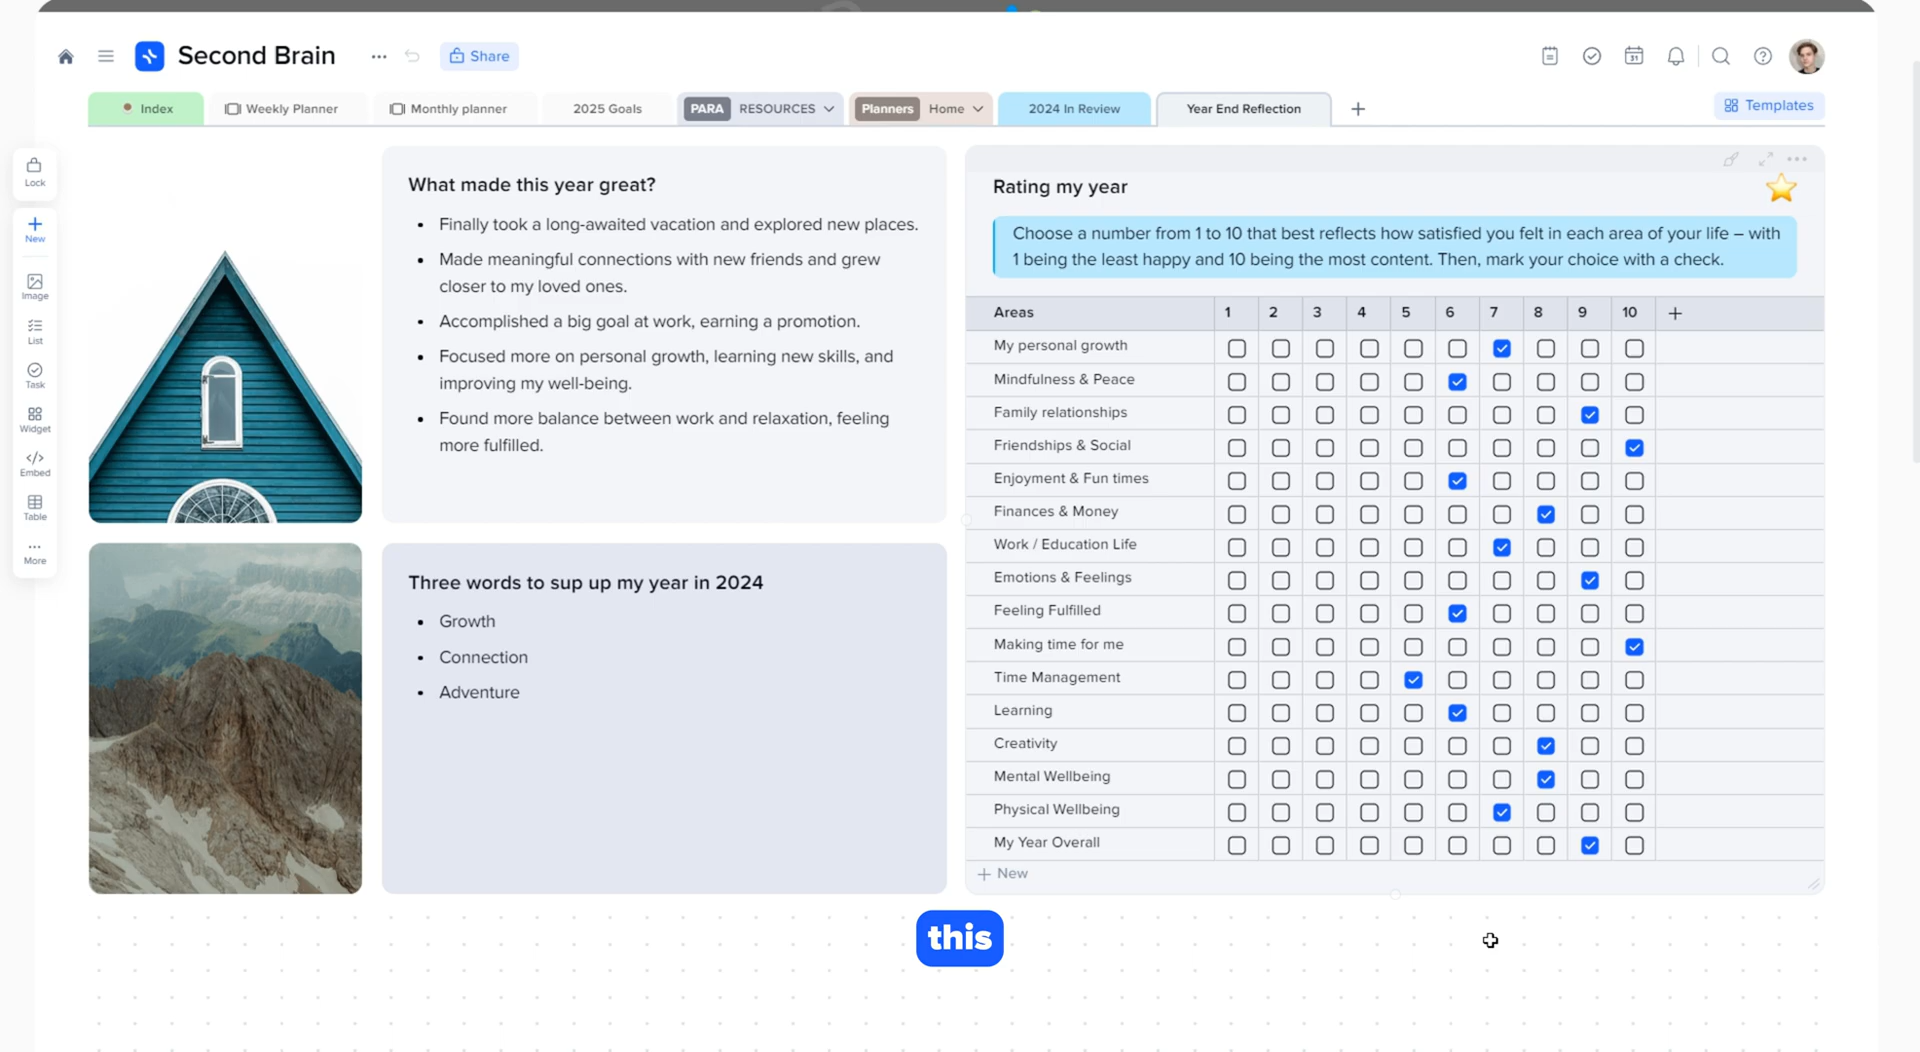 Second Brain
...
Share
31
Index
Weekly Planner
Monthly planner
2025 Goals
PARA RESOURCES
Planners Home
2024 In Review
Year End Reflection
Templates
Lock
New
Image
List
Task
Widget
Embed
Table
More
What made this year great?
• Finally took a long-awaited vacation and explored new places.
• Made meaningful connections with new friends and grew
closer to my loved ones.
• Accomplished a big goal at work, earning a promotion.
• Focused more on personal growth, learning new skills, and
improving my well-being.
• Found more balance between work and relaxation, feeling
more fulfilled.
Three words to sup up my year in 2024
• Growth
• Connection
• Adventure
Rating my year
Choose a number from 1 to 10 that best reflects how satisfied you felt in each area of your life – with
1 being the least happy and 10 being the most content. Then, mark your choice with a check.
Areas 1 2 3 4 5 6 7 8 9 10 +
My personal growth
Mindfulness & Peace
Family relationships
Friendships & Social
Enjoyment & Fun times
Finances & Money
Work / Education Life
Emotions & Feelings
Feeling Fulfilled
Making time for me
Time Management
Learning
Creativity
Mental Wellbeing
Physical Wellbeing
My Year Overall
+ New
this